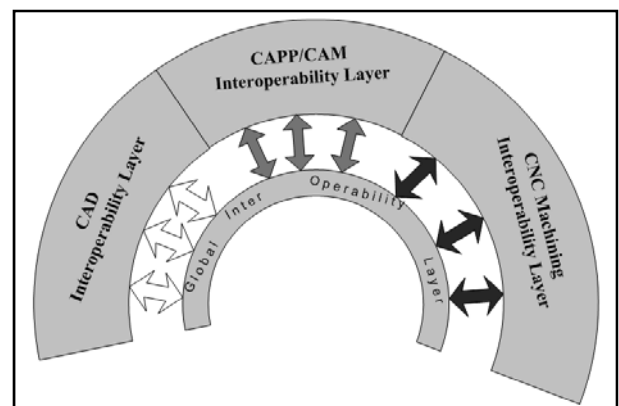 CAD
Interoperability Layer
CAPP/CAM
Interoperability Layer
CNC Machining
Interoperability Layer
Global Inter Operability Layer